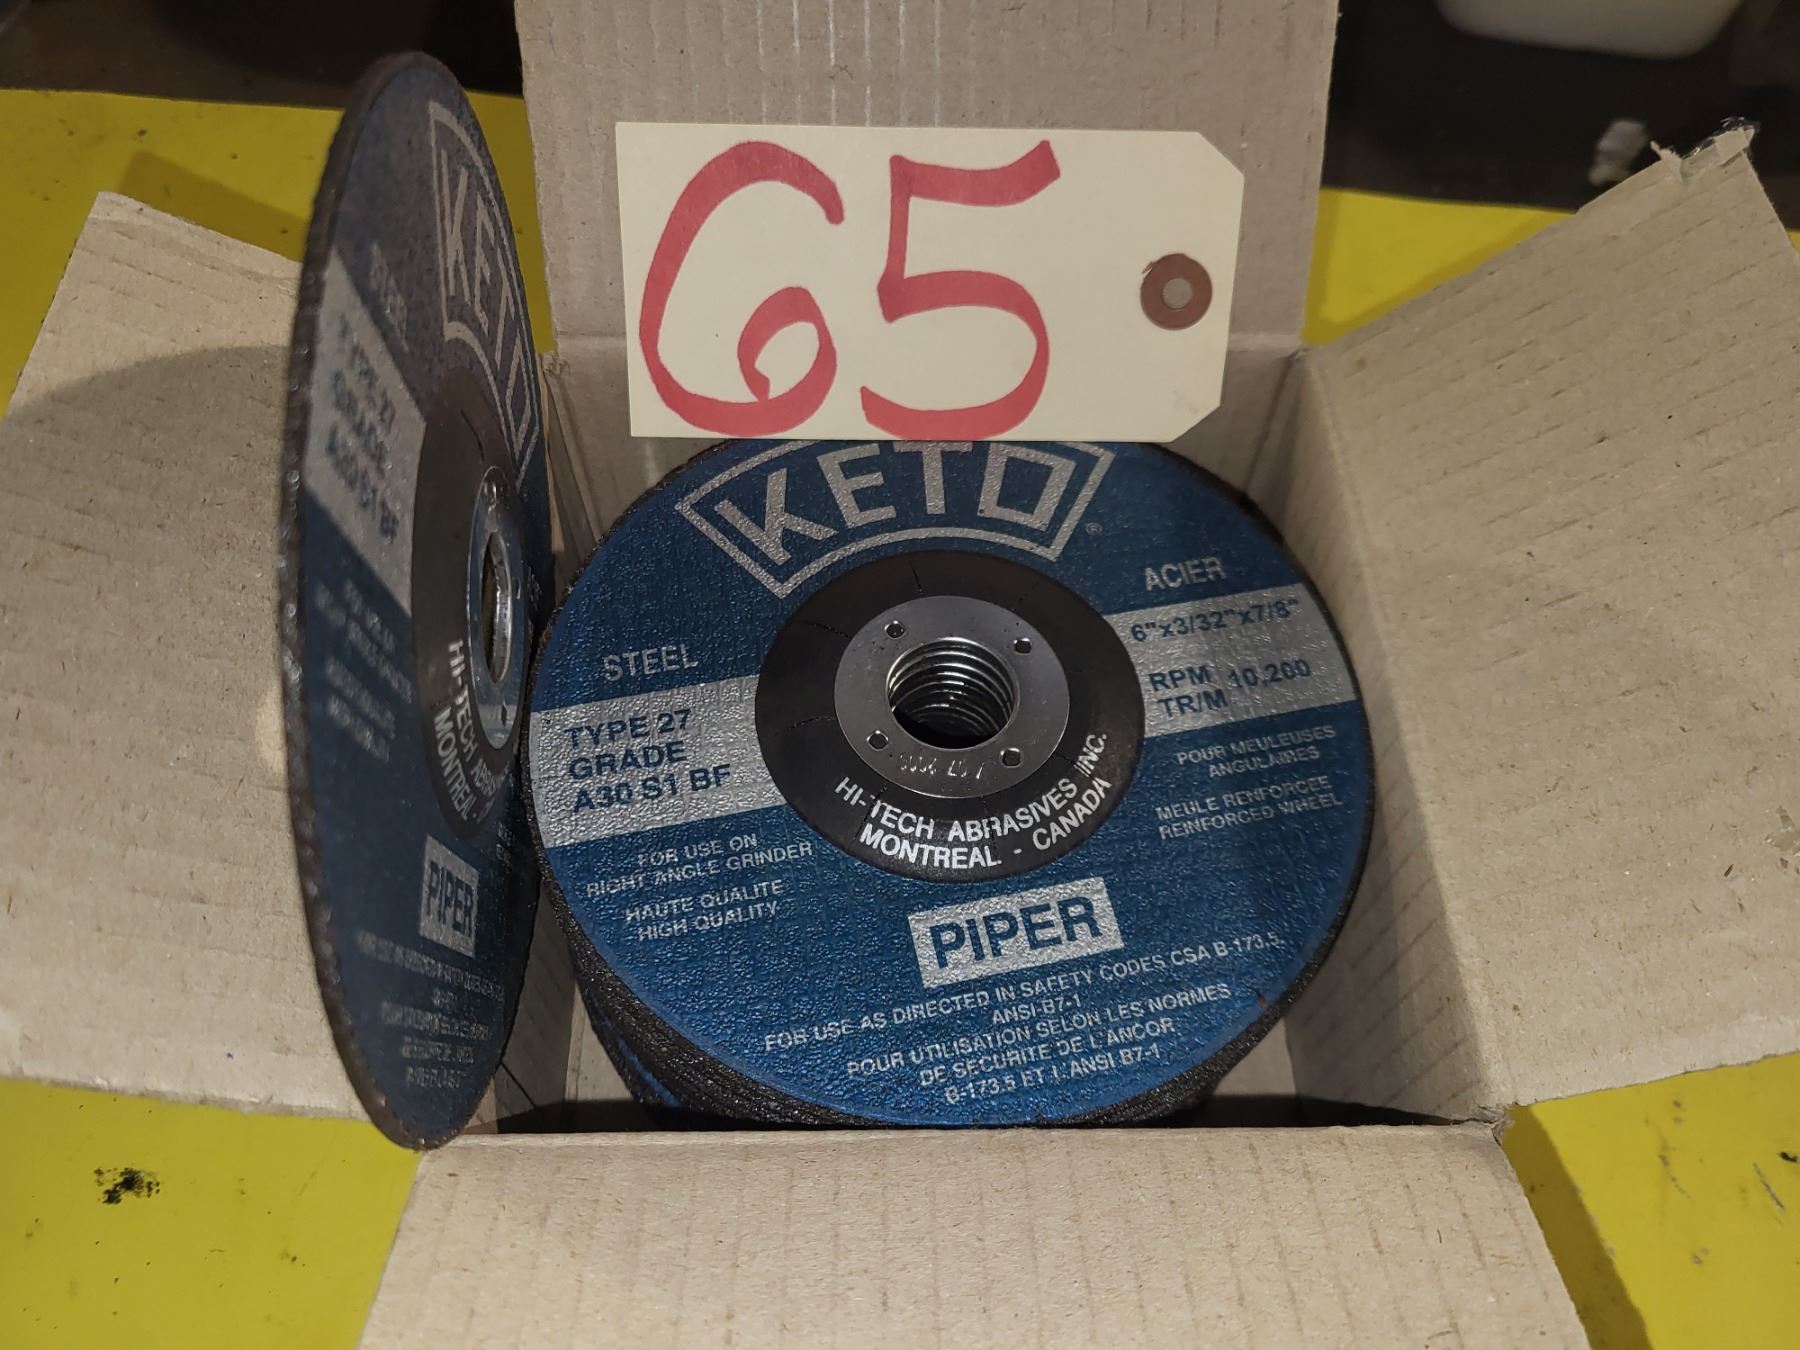 65
KETO
TYPE 27
GRADE
A30 S1 BF
HI-TECH ABRAS
MONTREAL -
PIPER
KETO®
STEEL
TYPE 27
GRADE
A30 S1 BF
FOR USE ON
RIGHT ANGLE GRINDER
HAUTE QUALITE
HIGH QUALITY
ACIER
6"x3/32"x7/8"
RPM 10,200
TR/M
POUR MEULEUSES
ANGULAIRES
MEULE RENFORCEE
REINFORCED WHEEL
HI-TECH ABRASIVES INC.
MONTREAL - CANADA
PIPER
FOR USE AS DIRECTED IN SAFETY CODES CSA B-173.5.
ANSI B7-1
POUR UTILISATION SELON LES NORMES
DE SECURITE DE L'ANCOR
B-173.5 ET L'ANSI B7-1